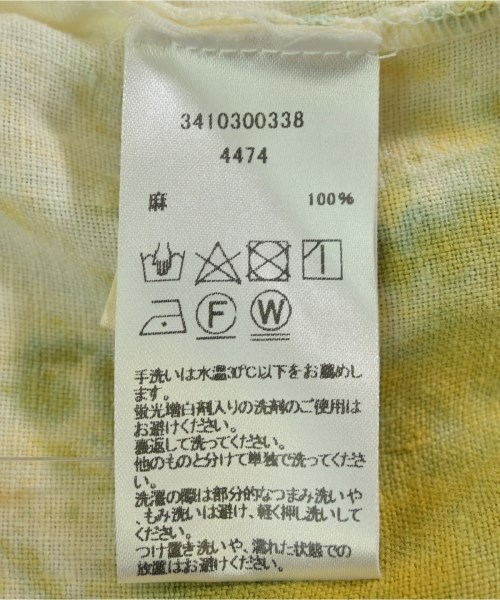 3410300338
4474
麻 100%
F W
手洗いは水温30℃以下をお薦めし
ます。
蛍光増白剤入りの洗剤のご使用は
お避けください。
裏返して洗ってください。
他のものと分けて単独で洗ってくださ
い。
洗濯の際は部分的なつまみ洗いや
、もみ洗いは避け、軽く押し洗いして
ください。
つけ置き洗いや、濡れた状態での
放置はお避けください。